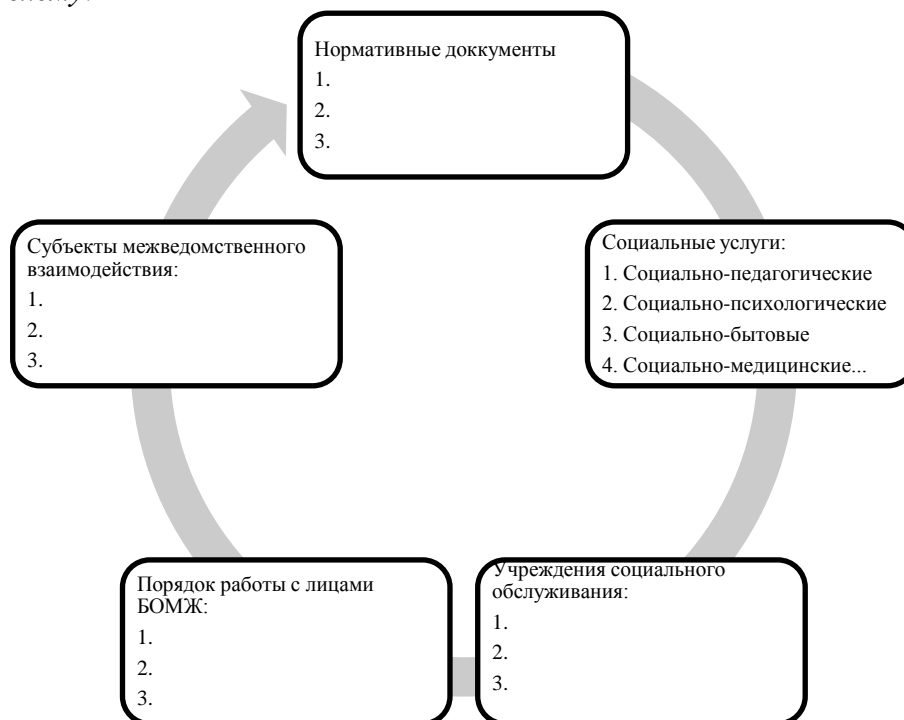 Нормативные доккументы
1.
2.
3.
Социальные услуги:
1. Социально-педагогические
2. Социально-психологические
3. Социально-бытовые
4. Социально-медицинские...
Учреждения социального
обслуживания:
1.
2.
3.
Порядок работы с лицами
БОМЖ:
1.
2.
3.
Субъекты межведомственного
взаимодействия:
1.
2.
3.